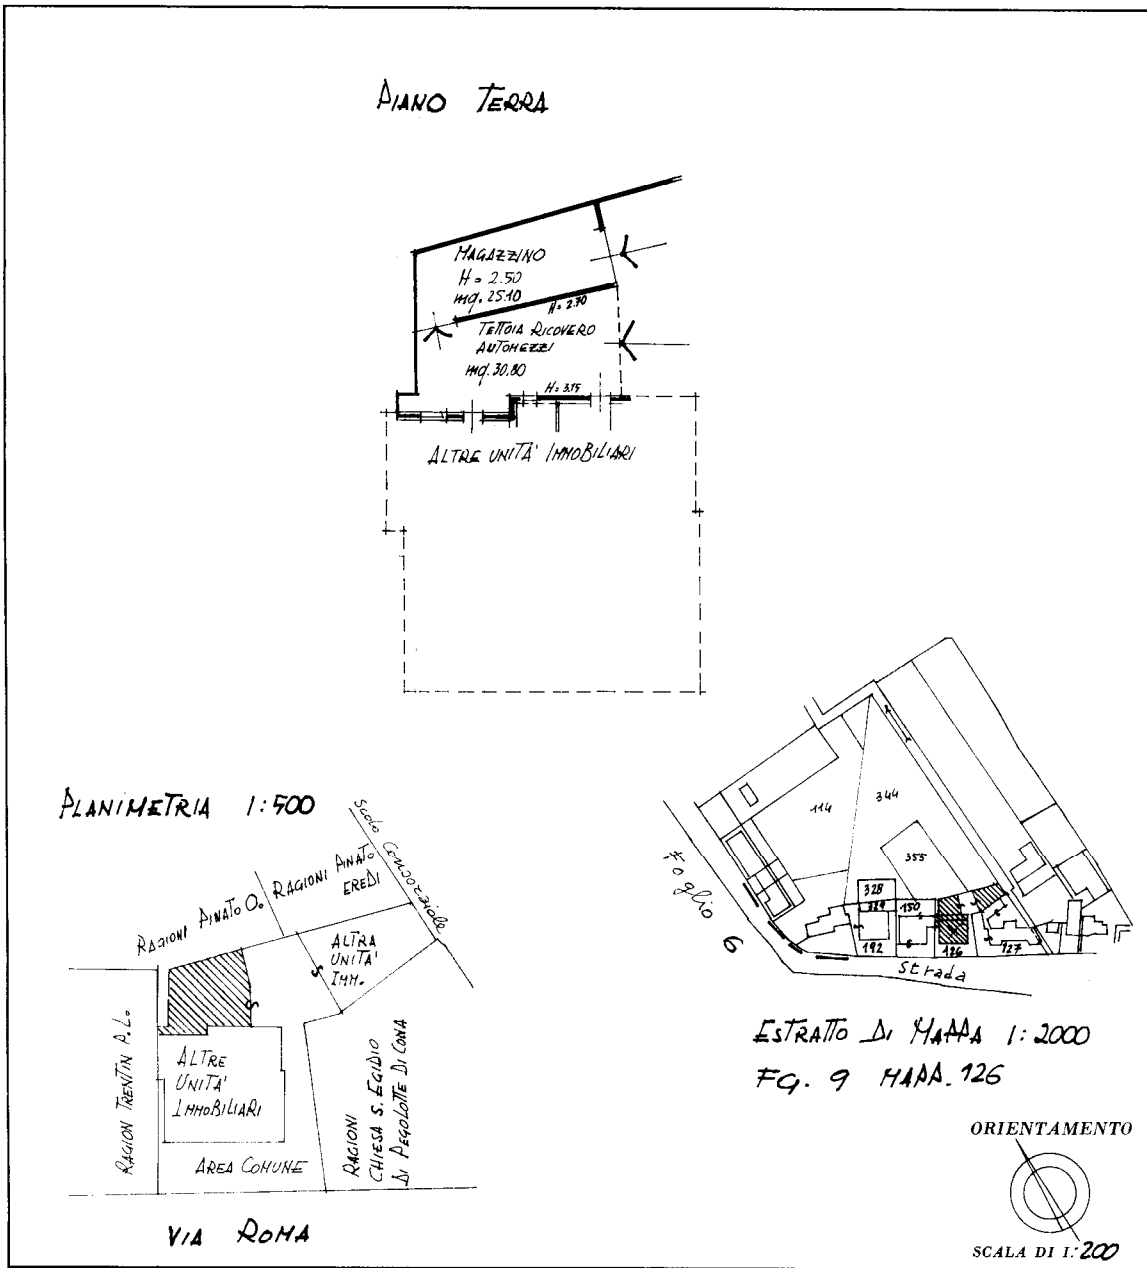 PIANO TERRA
MAGAZZINO
H = 2.50
mq. 25.10
H = 2.70
TETTOIA RICOVERO
AUTOMEZZI
mq. 30,80
H = 3.15
ALTRE UNITA' IMMOBILIARI
PLANIMETRIA 1:500
Scolo Consorziale
RAGIONI PINATO O.
RAGIONI PINATO
EREDI
ALTRA
UNITA'
IMM.
RAGION TRENTIN P.L.
ALTRE
UNITA'
IMMOBILIARI
RAGIONI
CHIESA S. EGIDIO
DI PEGOLOTTE DI CONA
AREA COMUNE
VIA ROMA
114
344
355
328
329
150
192
126
127
Foglio 6
Strada
ESTRATTO DI MAPPA 1:2000
FG. 9 MAPP. 126
ORIENTAMENTO
SCALA DI 1:200